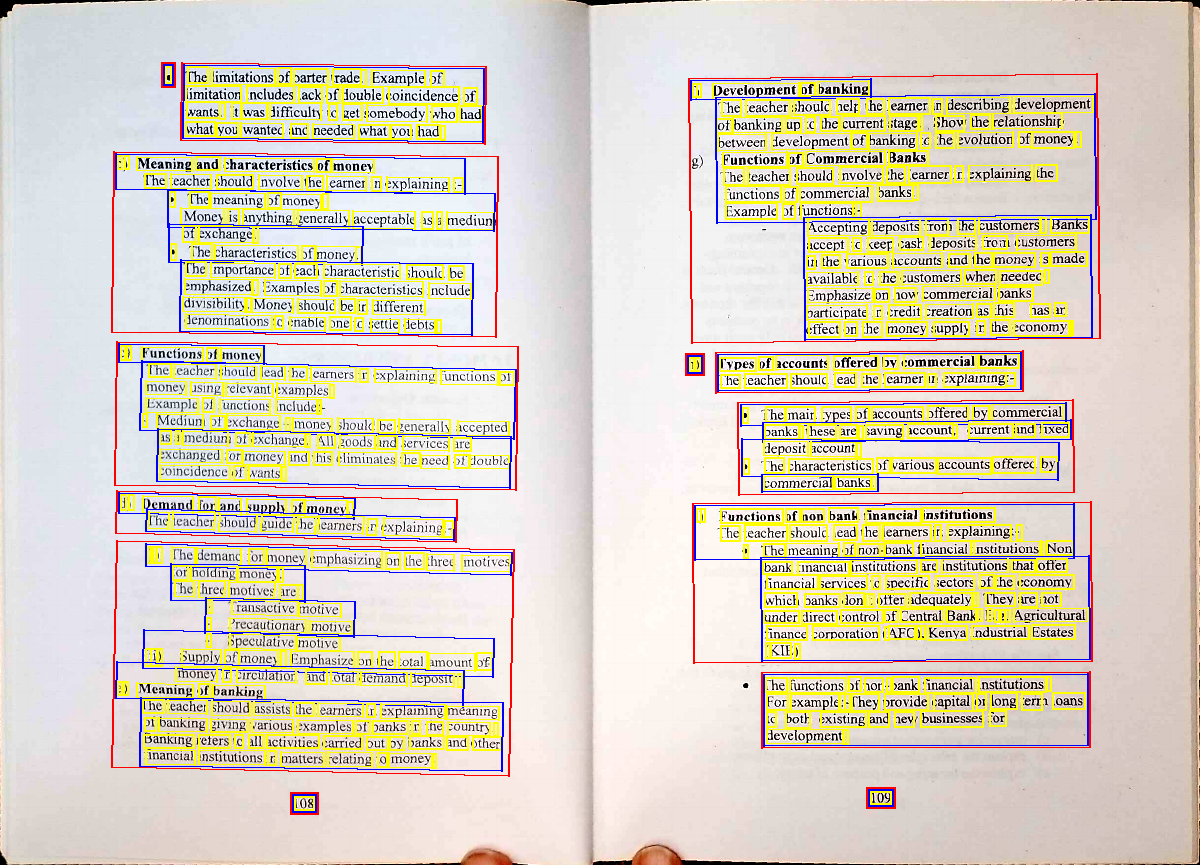 • The limitations of barter trade. Example of
limitation includes lack of double coincidence of
wants. It was difficulty to get somebody who had
what you wanted and needed what you had
Meaning and characteristics of money
The teacher should involve the learner in explaining :-
• The meaning of money
Money is anything generally acceptable as a medium
of exchange.
• The characteristics of money.
The importance of each characteristic should be
emphasized. Examples of characteristics include
divisibility. Money should be in different
denominations to enable one to settle debts
Functions of money
The teacher should lead the learners in explaining functions of
money using relevant examples
Example of functions include:-
- Medium of exchange - money should be generally accepted
as a medium of exchange. All goods and services are
exchanged for money and this eliminates the need of double
coincidence of wants
Demand for and supply of money.
The teacher should guide the learners in explaining :-
i) The demand for money emphasizing on the three motives
for holding money.
The three motives are
- Transactive motive
- Precautionary motive
- Speculative motive
ii) Supply of money. Emphasize on the total amount of
money in circulation and total demand deposit
Meaning of banking
The teacher should assists the learners in explaining meaning
of banking giving various examples of banks in the country.
Banking refers to all activities carried out by banks and other
financial institutions in matters relating to money
108
Development of banking
The teacher should help the learner in describing development
of banking up to the current stage. Show the relationship
between development of banking to the evolution of money.
g) Functions of Commercial Banks
The teacher should involve the learner in explaining the
functions of commercial banks.
Example of functions:-
- Accepting deposits from the customers. Banks
accept to keep cash deposits from customers
in the various accounts and the money is made
available to the customers when needed
Emphasize on how commercial banks
participate in credit creation as this has an
effect on the money supply in the economy
Types of accounts offered by commercial banks
The teacher should lead the learner in explaining:-
• The main types of accounts offered by commercial
banks These are saving account, current and fixed
deposit account
• The characteristics of various accounts offered by
commercial banks
Functions of non bank financial institutions
The teacher should lead the learners in explaining:-
• The meaning of non-bank financial institutions Non
bank financial institutions are institutions that offer
financial services to specific sectors of the economy
which banks don't offer adequately. They are not
under direct control of Central Bank. E.g. Agricultural
finance corporation (AFC), Kenya Industrial Estates
(KIE)
• The functions of non-bank financial institutions
For example:-They provide capital or long term loans
to both existing and new businesses for
development
109